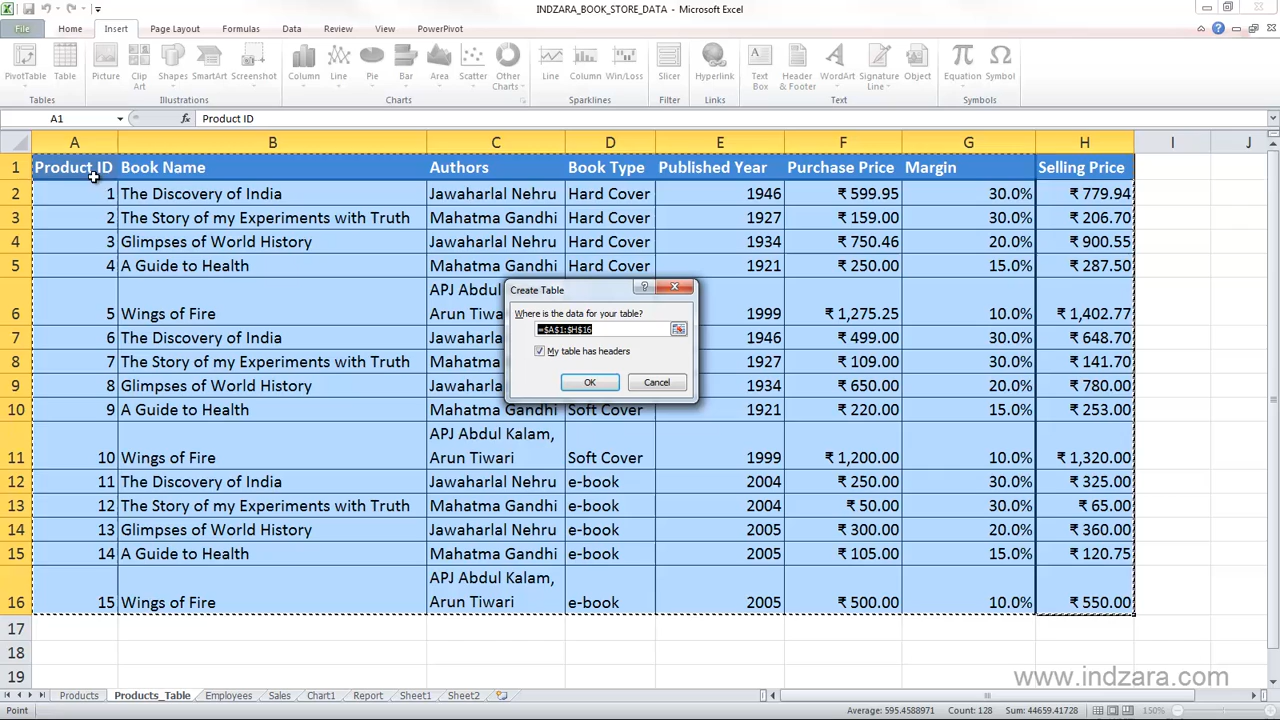 INDZARA_BOOK_STORE_DATA - Microsoft Excel
File Home Insert Page Layout Formulas Data Review View PowerPivot
PivotTable Table Picture Clip Art Shapes SmartArt Screenshot Column Line Pie Bar Area Scatter Other Charts Line Column Win/Loss Slicer Hyperlink Text Box Header & Footer WordArt Signature Line Object Equation Symbol
Tables Illustrations Charts Sparklines Filter Links Text Symbols
A1 fx Product ID
A B C D E F G H I J
1 Product ID Book Name Authors Book Type Published Year Purchase Price Margin Selling Price
2 1 The Discovery of India Jawaharlal Nehru Hard Cover 1946 ₹ 599.95 30.0% ₹ 779.94
3 2 The Story of my Experiments with Truth Mahatma Gandhi Hard Cover 1927 ₹ 159.00 30.0% ₹ 206.70
4 3 Glimpses of World History Jawaharlal Nehru Hard Cover 1934 ₹ 750.46 20.0% ₹ 900.55
5 4 A Guide to Health Mahatma Gandhi Hard Cover 1921 ₹ 250.00 15.0% ₹ 287.50
APJ Abdul
6 5 Wings of Fire Arun Tiwa 1999 ₹ 1,275.25 10.0% ₹ 1,402.77
7 6 The Discovery of India Jawaharlal 1946 ₹ 499.00 30.0% ₹ 648.70
8 7 The Story of my Experiments with Truth Mahatma 1927 ₹ 109.00 30.0% ₹ 141.70
9 8 Glimpses of World History Jawaharlal 1934 ₹ 650.00 20.0% ₹ 780.00
10 9 A Guide to Health Mahatma Gandhi Soft Cover 1921 ₹ 220.00 15.0% ₹ 253.00
APJ Abdul Kalam,
11 10 Wings of Fire Arun Tiwari Soft Cover 1999 ₹ 1,200.00 10.0% ₹ 1,320.00
12 11 The Discovery of India Jawaharlal Nehru e-book 2004 ₹ 250.00 30.0% ₹ 325.00
13 12 The Story of my Experiments with Truth Mahatma Gandhi e-book 2004 ₹ 50.00 30.0% ₹ 65.00
14 13 Glimpses of World History Jawaharlal Nehru e-book 2005 ₹ 300.00 20.0% ₹ 360.00
15 14 A Guide to Health Mahatma Gandhi e-book 2005 ₹ 105.00 15.0% ₹ 120.75
APJ Abdul Kalam,
16 15 Wings of Fire Arun Tiwari e-book 2005 ₹ 500.00 10.0% ₹ 550.00
17
18
19
Create Table
Where is the data for your table?
=$A$1:$H$16
My table has headers
OK Cancel
www.indzara.com
Products Products_Table Employees Sales Chart1 Report Sheet1 Sheet2
Point Average: 595.4588971 Count: 128 Sum: 44659.41728 150%